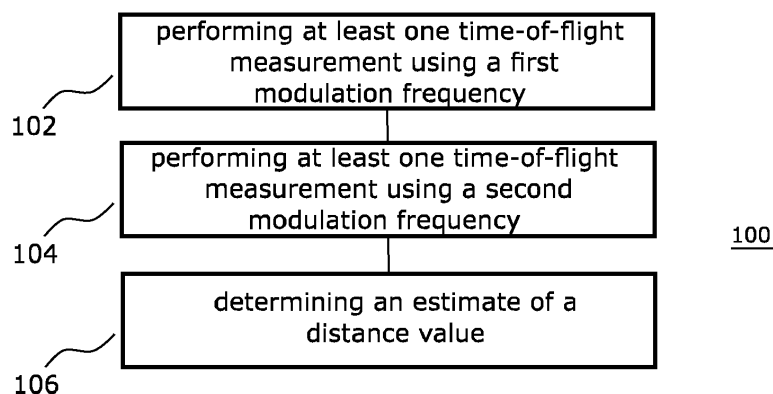 performing at least one time-of-flight
measurement using a first
modulation frequency
102
performing at least one time-of-flight
measurement using a second
modulation frequency
104
100
determining an estimate of a
distance value
106